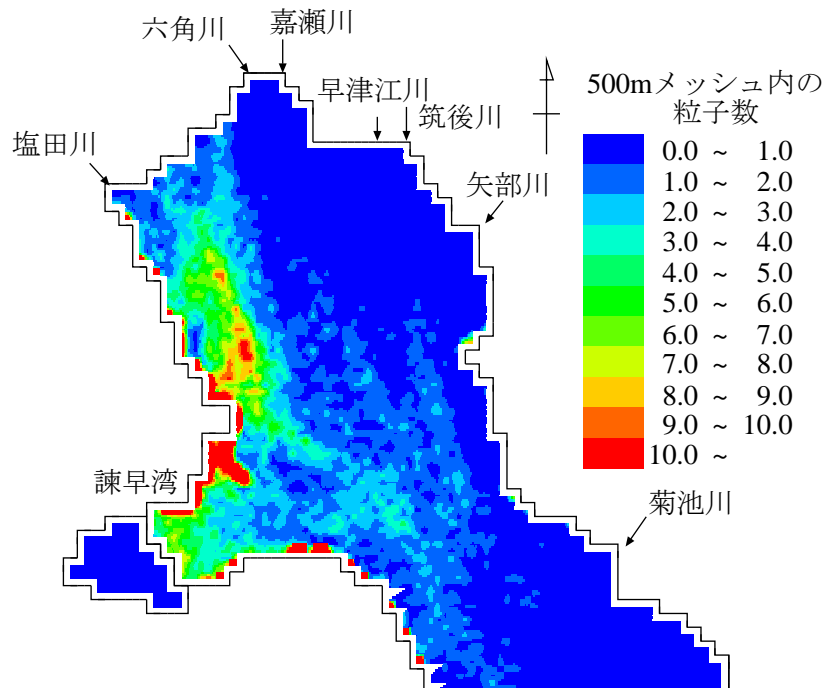 六角川
嘉瀬川
早津江川
筑後川
塩田川
矢部川
諫早湾
菊池川
500mメッシュ内の
粒子数
0.0 ~ 1.0
1.0 ~ 2.0
2.0 ~ 3.0
3.0 ~ 4.0
4.0 ~ 5.0
5.0 ~ 6.0
6.0 ~ 7.0
7.0 ~ 8.0
8.0 ~ 9.0
9.0 ~ 10.0
10.0 ~